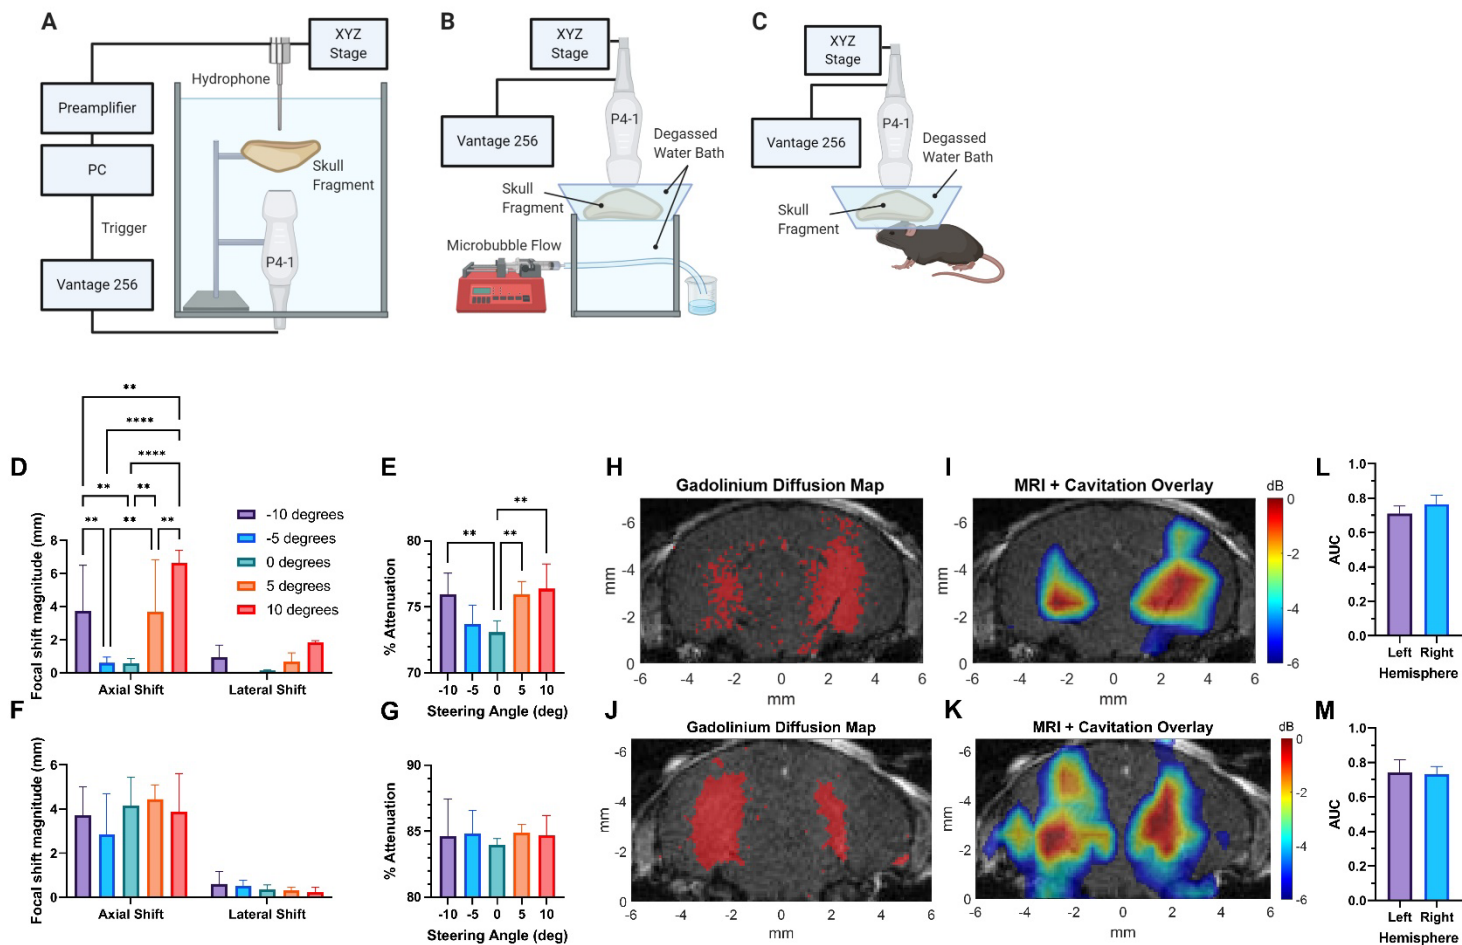 A
XYZ
Stage
Hydrophone
Preamplifier
PC
Skull
Fragment
Trigger
P4-1
Vantage 256
B
XYZ
Stage
P4-1
Vantage 256
Degassed
Water Bath
Skull
Fragment
Microbubble Flow
C
XYZ
Stage
P4-1
Vantage 256
Degassed
Water Bath
Skull
Fragment
D
**
****
****
** **
** ** **
Focal shift magnitude (mm)
8
6
4
2
0
Axial Shift Lateral Shift
-10 degrees
-5 degrees
0 degrees
5 degrees
10 degrees
E
**
** **
% Attenuation
80
75
70
-10 -5 0 5 10
Steering Angle (deg)
F
Focal shift magnitude (mm)
6
4
2
0
Axial Shift Lateral Shift
G
% Attenuation
90
85
80
-10 -5 0 5 10
Steering Angle (deg)
H
Gadolinium Diffusion Map
mm
-6
-4
-2
0
-6 -4 -2 0 2 4 6
mm
I
MRI + Cavitation Overlay
dB
mm
-6
-4
-2
0
-6 -4 -2 0 2 4 6
mm
0
-2
-4
-6
J
Gadolinium Diffusion Map
mm
-6
-4
-2
0
-6 -4 -2 0 2 4 6
mm
K
MRI + Cavitation Overlay
dB
mm
-6
-4
-2
0
-6 -4 -2 0 2 4 6
mm
0
-2
-4
-6
L
AUC
1.0
0.8
0.6
0.4
0.2
0.0
Left Right
Hemisphere
M
AUC
1.0
0.8
0.6
0.4
0.2
0.0
Left Right
Hemisphere